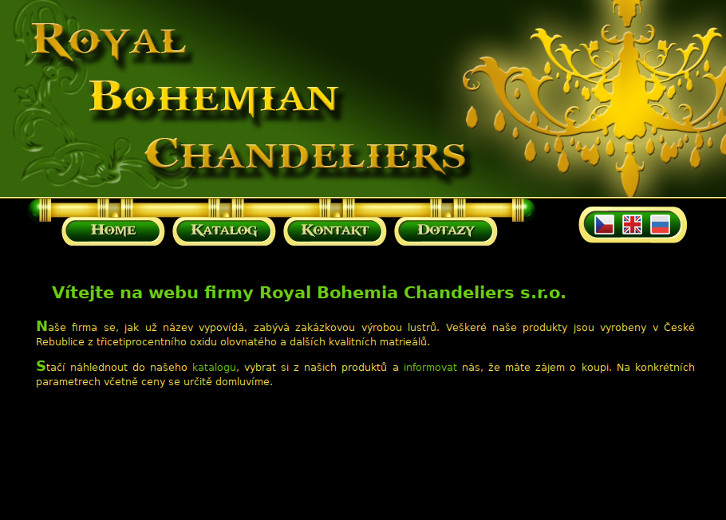 Royal
Bohemian
Chandeliers
Home Katalog Kontakt Dotazy
Vítejte na webu firmy Royal Bohemia Chandeliers s.r.o.
Naše firma se, jak už název vypovídá, zabývá zakázkovou výrobou lustrů. Veškeré naše produkty jsou vyrobeny v České
Rebublice z třicetiprocentního oxidu olovnatého a dalších kvalitních matrieálů.
Stačí náhlednout do našeho katalogu, vybrat si z našich produktů a informovat nás, že máte zájem o koupi. Na konkrétních
parametrech včetně ceny se určitě domluvíme.